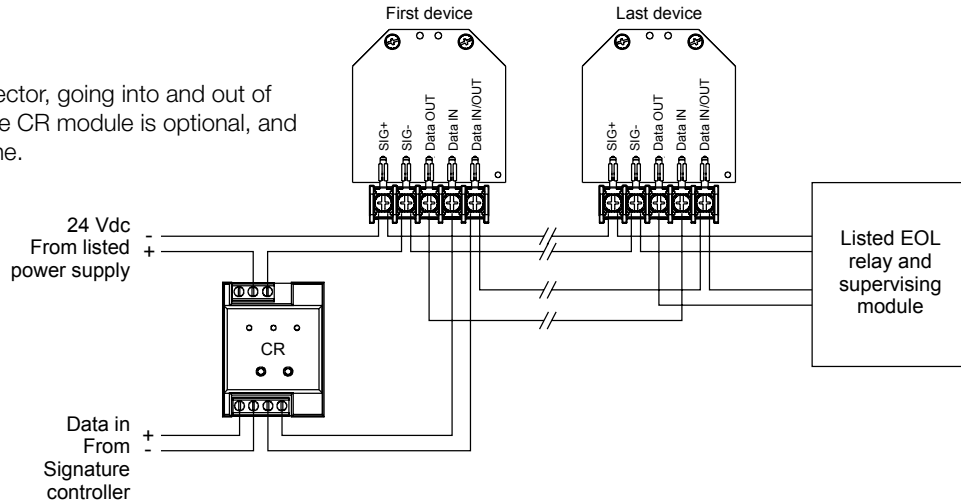 First device
Last device
ector, going into and out of
e CR module is optional, and
ne.
SIG+
SIG-
Data OUT
Data IN
Data IN/OUT
SIG+
SIG-
Data OUT
Data IN
Data IN/OUT
24 Vdc -
From listed +
power supply
Listed EOL
relay and
supervising
module
CR
Data in +
From -
Signature
controller